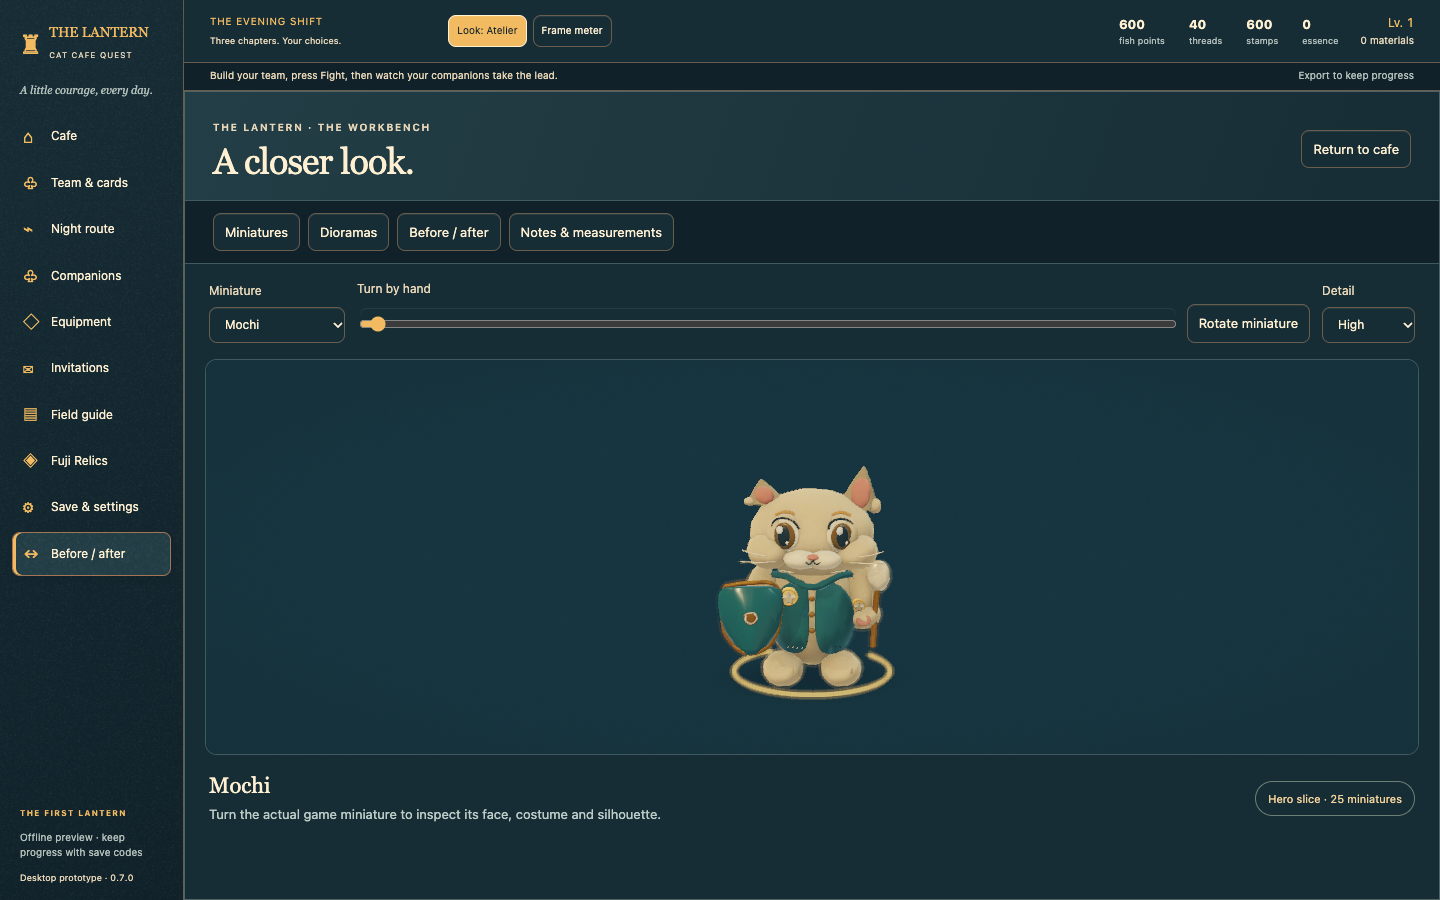 THE LANTERN
CAT CAFE QUEST
A little courage, every day.
Cafe
Team & cards
Night route
Companions
Equipment
Invitations
Field guide
Fuji Relics
Save & settings
Before / after
THE FIRST LANTERN
Offline preview · keep
progress with save codes
Desktop prototype · 0.7.0
THE EVENING SHIFT
Three chapters. Your choices.
Look: Atelier
Frame meter
600
fish points
40
threads
600
stamps
0
essence
Lv. 1
0 materials
Build your team, press Fight, then watch your companions take the lead.
Export to keep progress
THE LANTERN · THE WORKBENCH
A closer look.
Return to cafe
Miniatures
Dioramas
Before / after
Notes & measurements
Miniature
Mochi
Turn by hand
Rotate miniature
Detail
High
Mochi
Turn the actual game miniature to inspect its face, costume and silhouette.
Hero slice · 25 miniatures